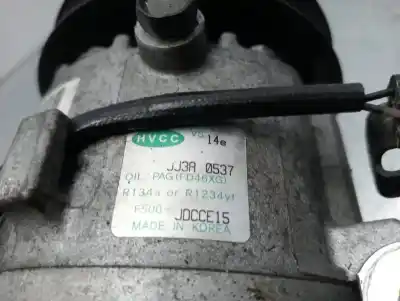 HVCC VS 14e
JJ3A 0537
OIL PAG(FD46XG)
R134a or R1234yf
F500- JDCCE15
MADE IN KOREA